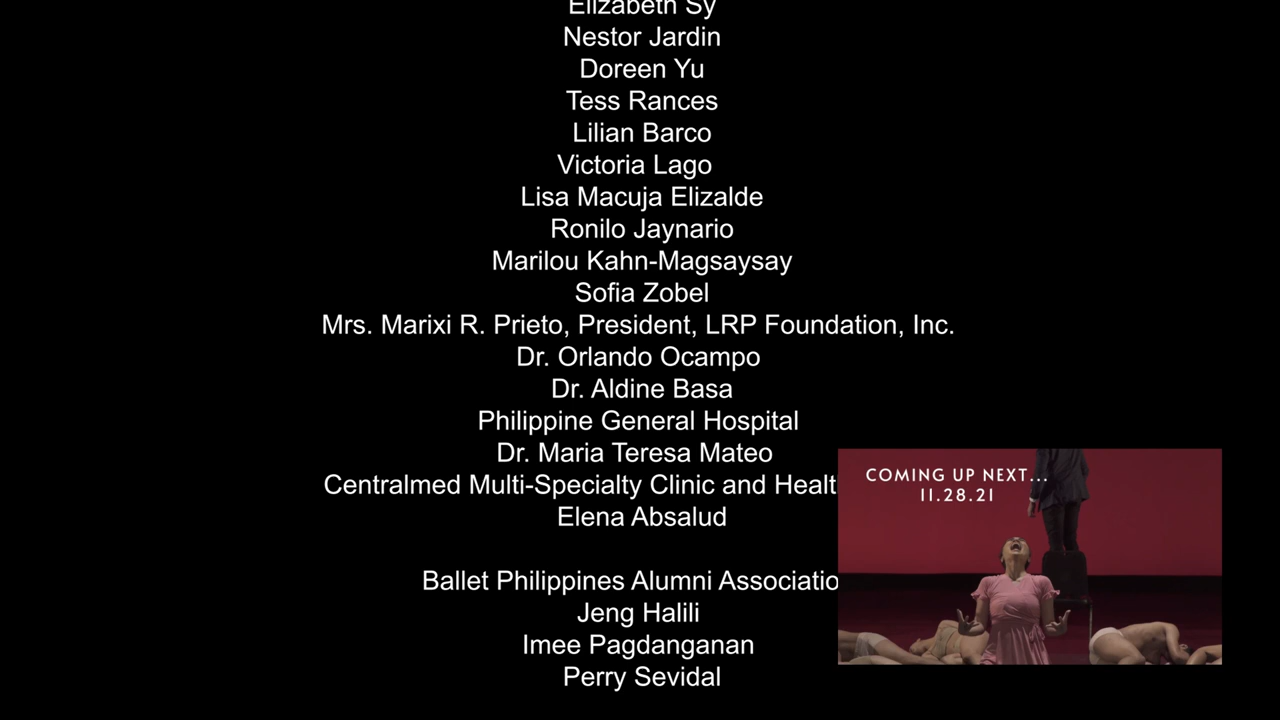 Elizabeth Sy
Nestor Jardin
Doreen Yu
Tess Rances
Lilian Barco
Victoria Lago
Lisa Macuja Elizalde
Ronilo Jaynario
Marilou Kahn-Magsaysay
Sofia Zobel
Mrs. Marixi R. Prieto, President, LRP Foundation, Inc.
Dr. Orlando Ocampo
Dr. Aldine Basa
Philippine General Hospital
Dr. Maria Teresa Mateo
Centralmed Multi-Specialty Clinic and Healt
Elena Absalud
Ballet Philippines Alumni Associatio
Jeng Halili
Imee Pagdanganan
Perry Sevidal
COMING UP NEXT...
11.28.21